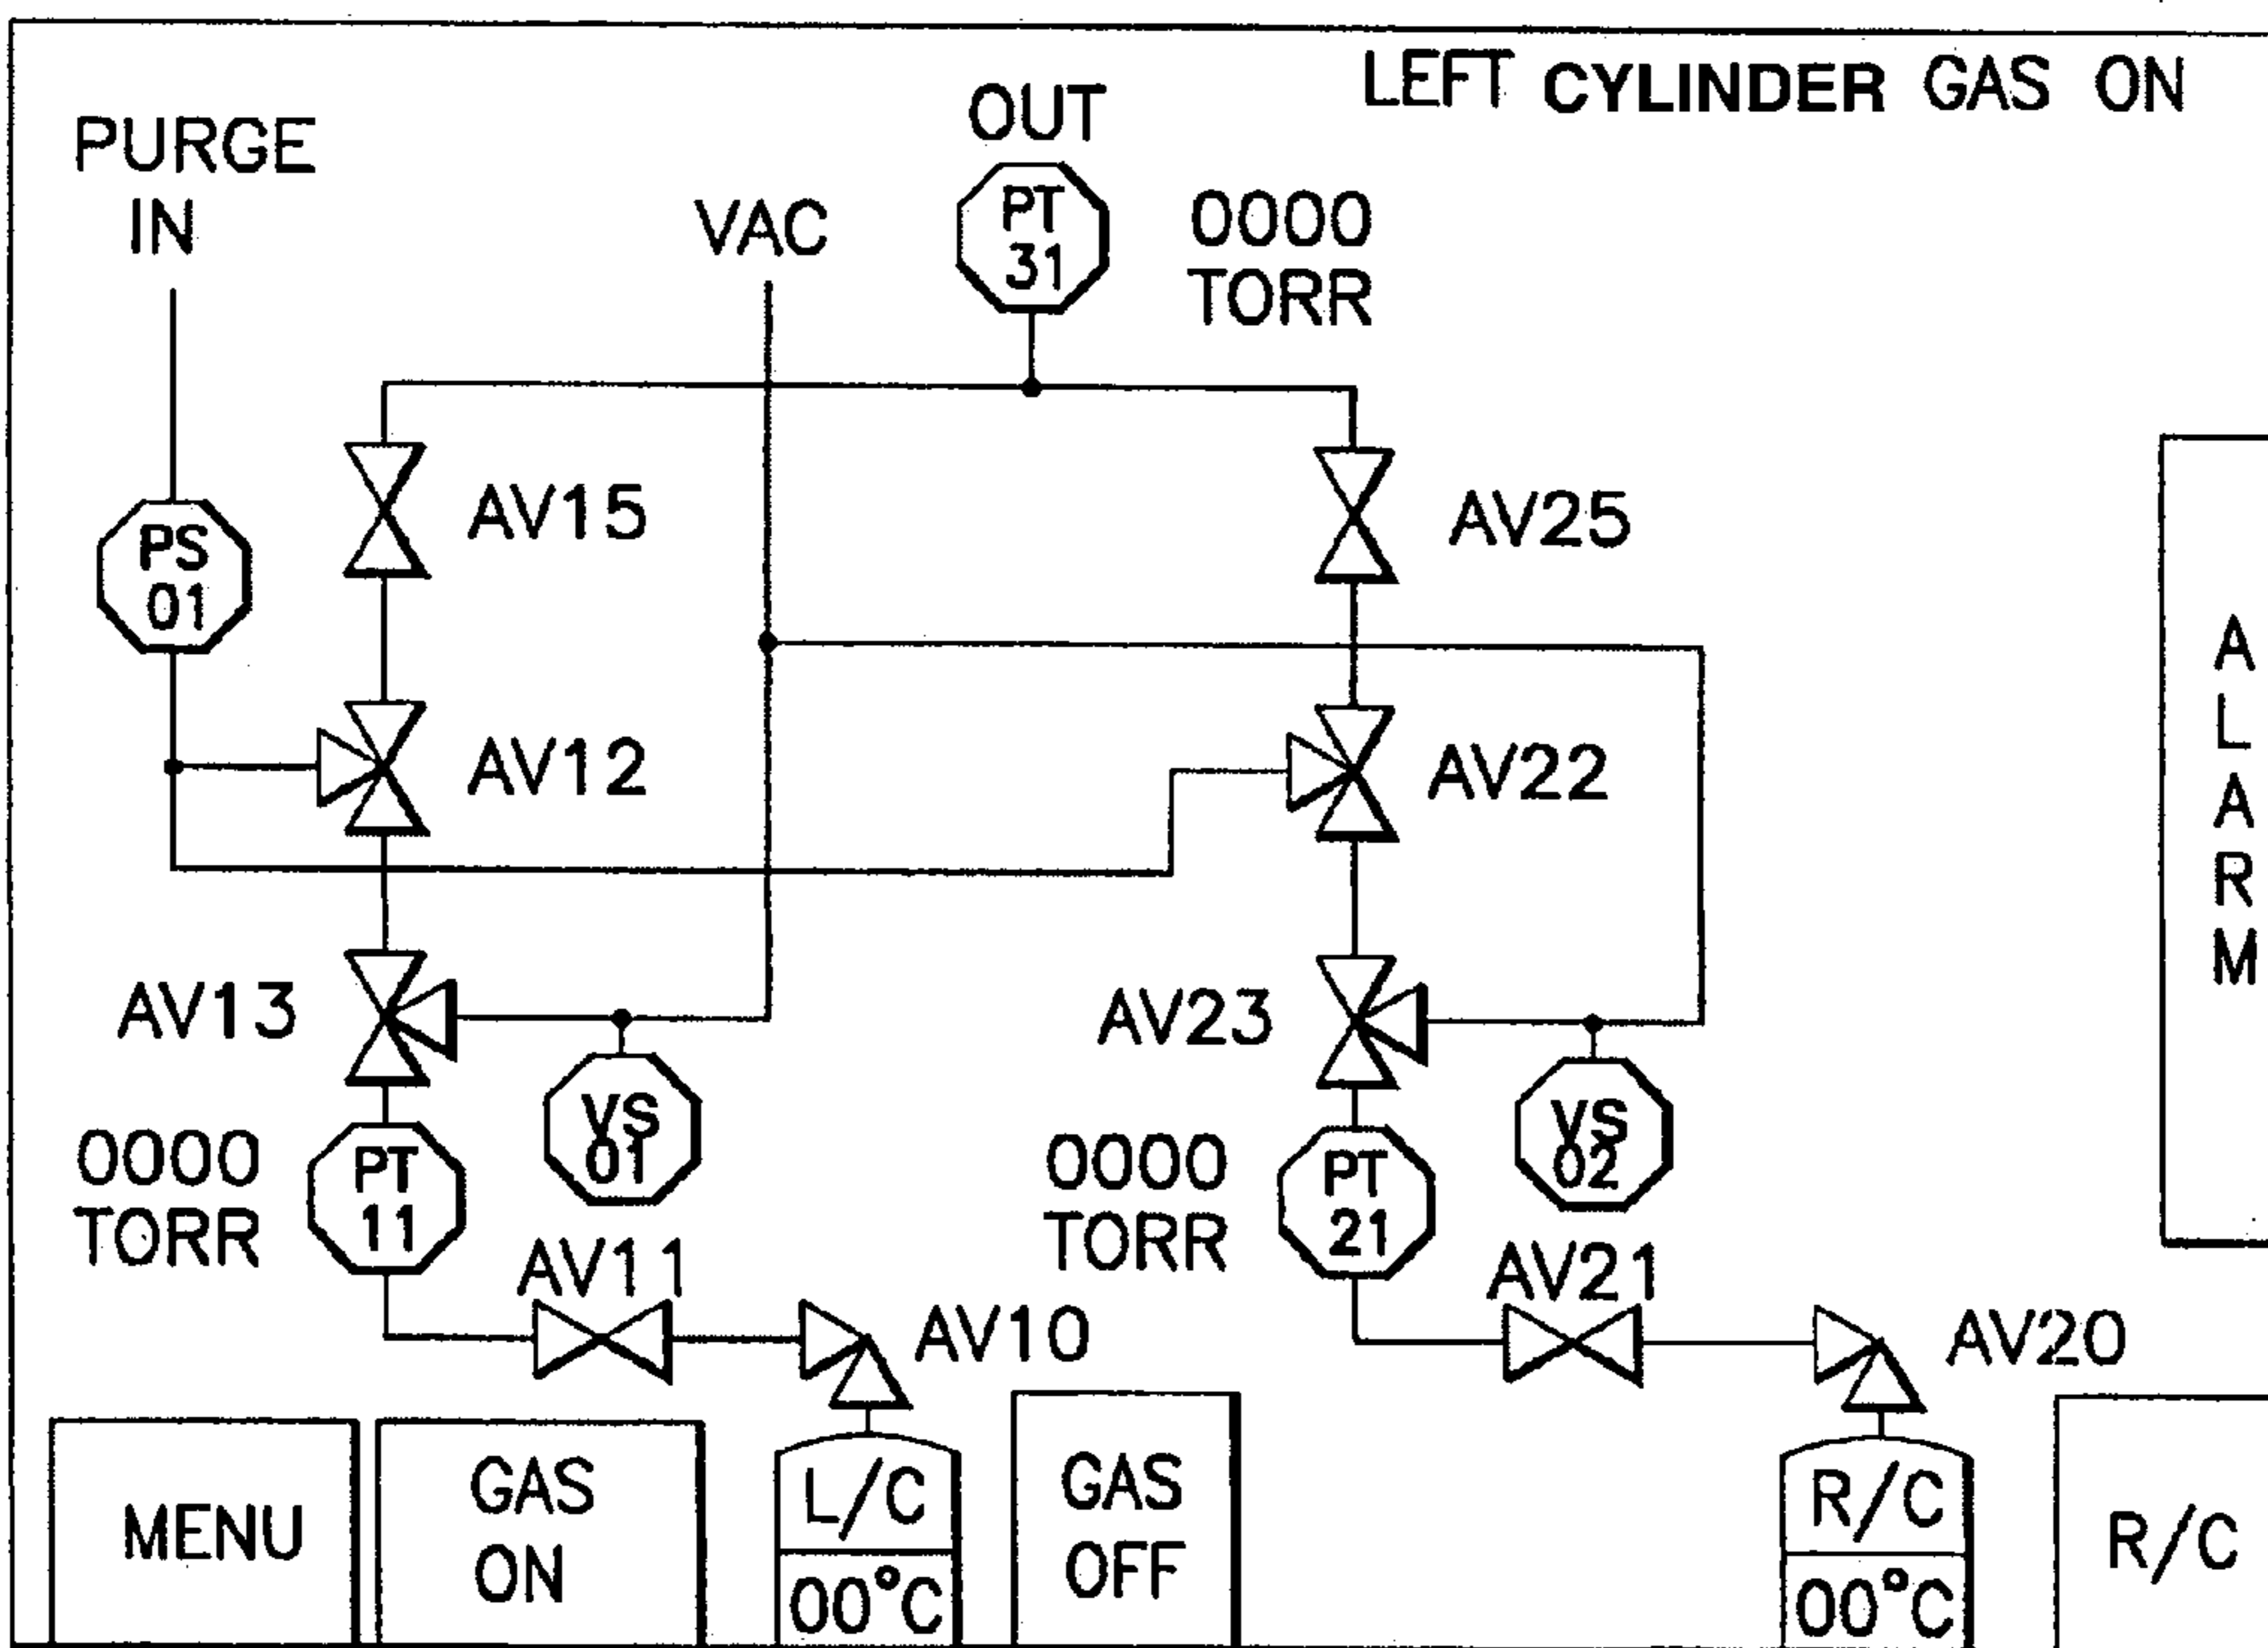 LEFT CYLINDER GAS ON
OUT
PURGE
IN
VAC
PT
31
0000
TORR
PS
01
AV15
AV25
AV12
AV22
AV13
AV23
VS
01
VS
02
0000
TORR
PT
11
0000
TORR
PT
21
AV11
AV10
AV21
AV20
A
L
A
R
M
MENU
GAS
ON
L/C
00°C
GAS
OFF
R/C
00°C
R/C